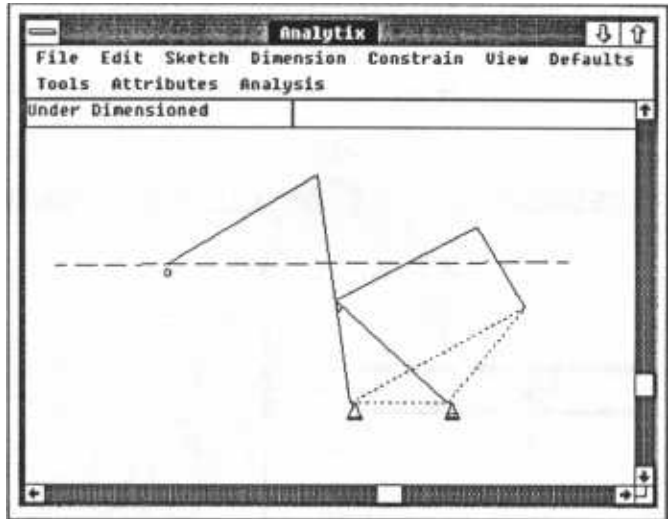 Analytix
File Edit Sketch Dimension Constrain View Defaults
Tools Attributes Analysis
Under Dimensioned